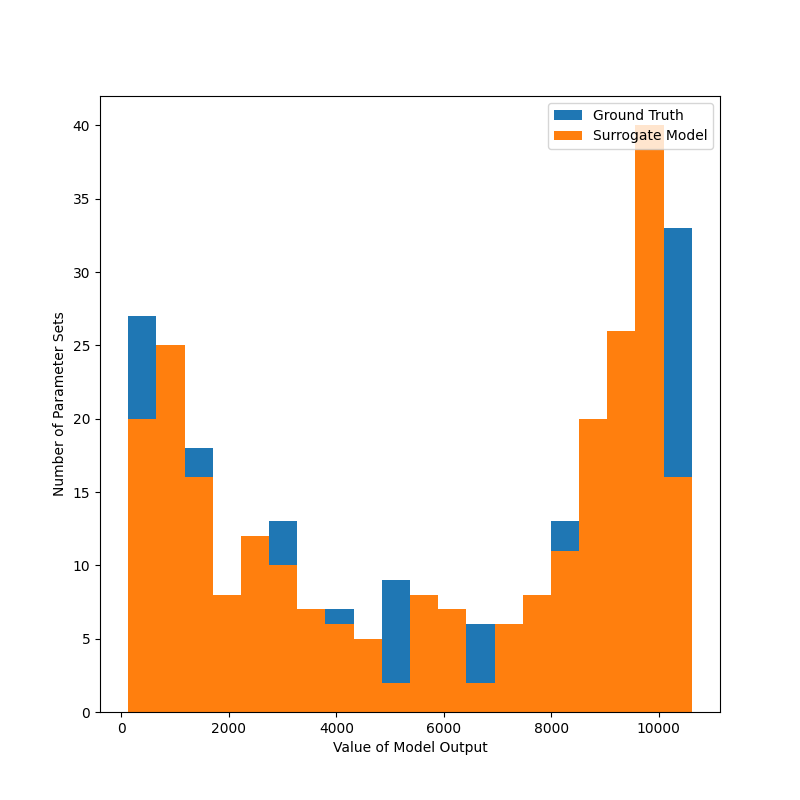 Ground Truth
Surrogate Model
40
35
30
25
20
15
10
5
0
Number of Parameter Sets
0 2000 4000 6000 8000 10000
Value of Model Output